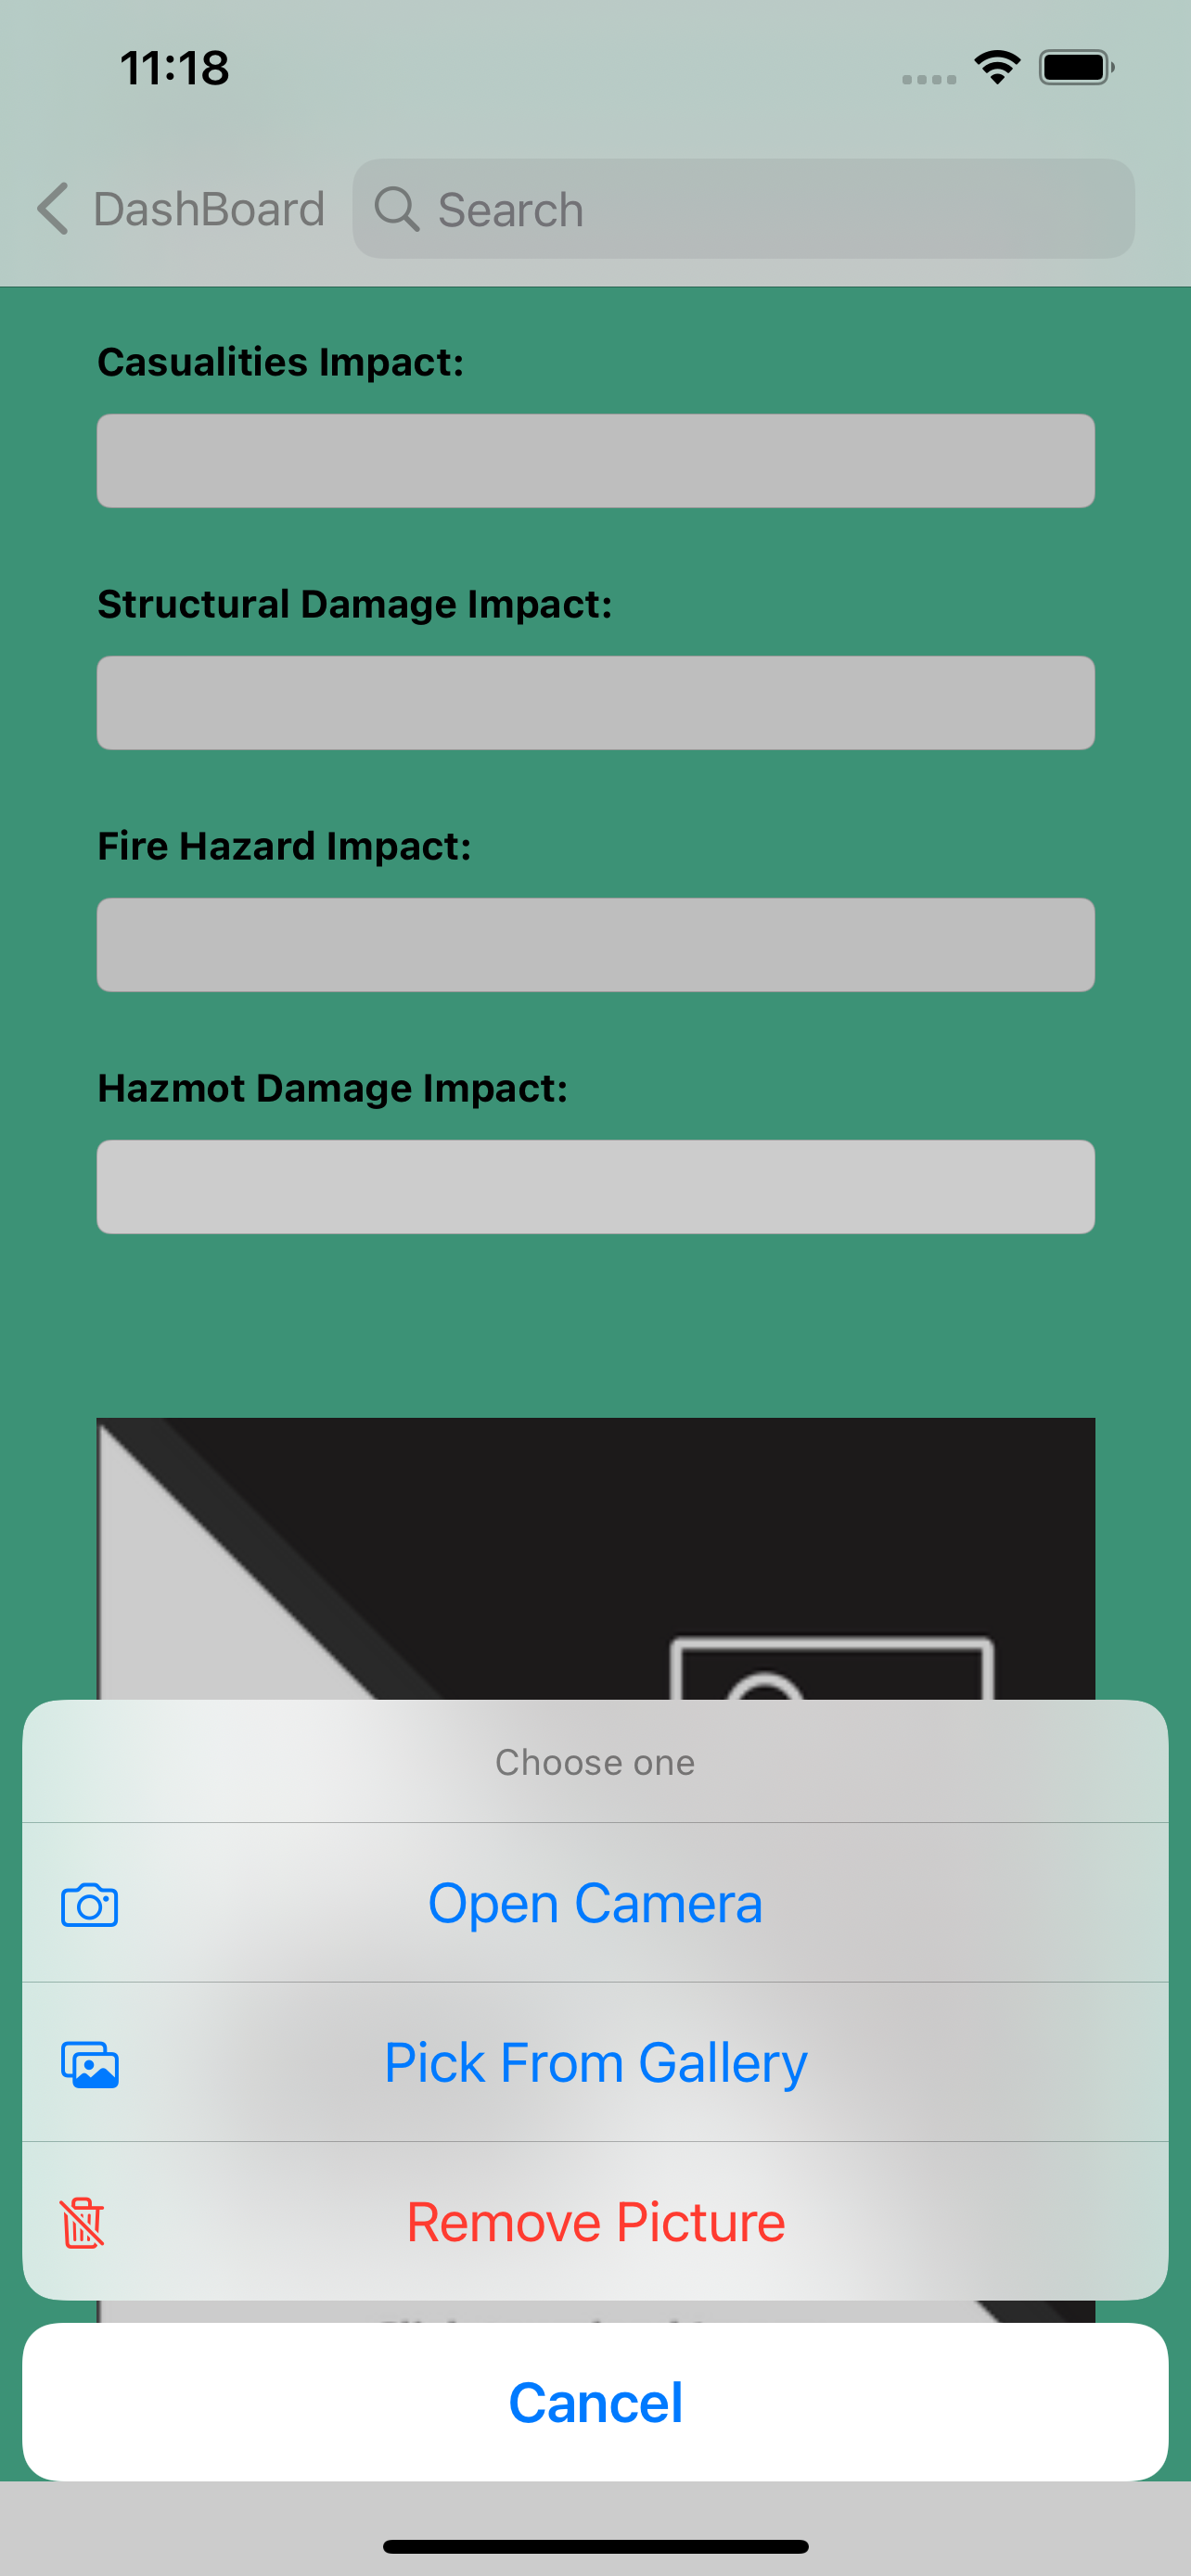 11:18
DashBoard
Search
Casualities Impact:
Structural Damage Impact:
Fire Hazard Impact:
Hazmot Damage Impact:
Choose one
Open Camera
Pick From Gallery
Remove Picture
Cancel